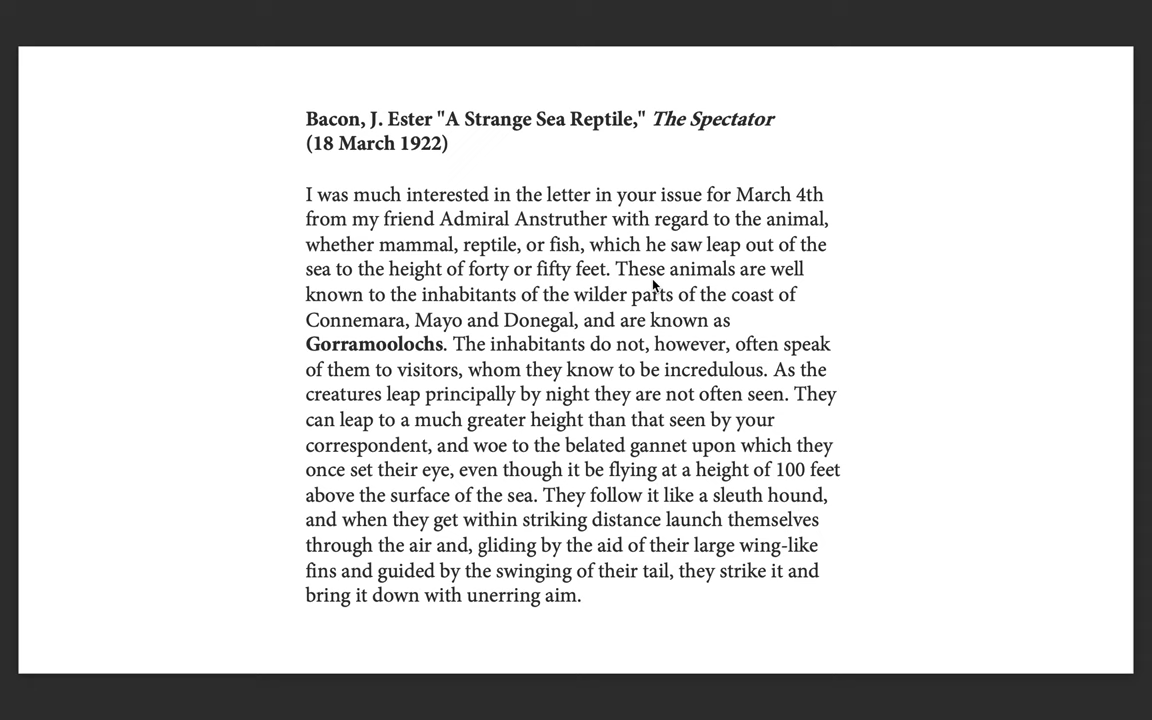 Bacon, J. Ester "A Strange Sea Reptile," The Spectator
(18 March 1922)
I was much interested in the letter in your issue for March 4th
from my friend Admiral Anstruther with regard to the animal,
whether mammal, reptile, or fish, which he saw leap out of the
sea to the height of forty or fifty feet. These animals are well
known to the inhabitants of the wilder parts of the coast of
Connemara, Mayo and Donegal, and are known as
Gorramoolochs. The inhabitants do not, however, often speak
of them to visitors, whom they know to be incredulous. As the
creatures leap principally by night they are not often seen. They
can leap to a much greater height than that seen by your
correspondent, and woe to the belated gannet upon which they
once set their eye, even though it be flying at a height of 100 feet
above the surface of the sea. They follow it like a sleuth hound,
and when they get within striking distance launch themselves
through the air and, gliding by the aid of their large wing-like
fins and guided by the swinging of their tail, they strike it and
bring it down with unerring aim.